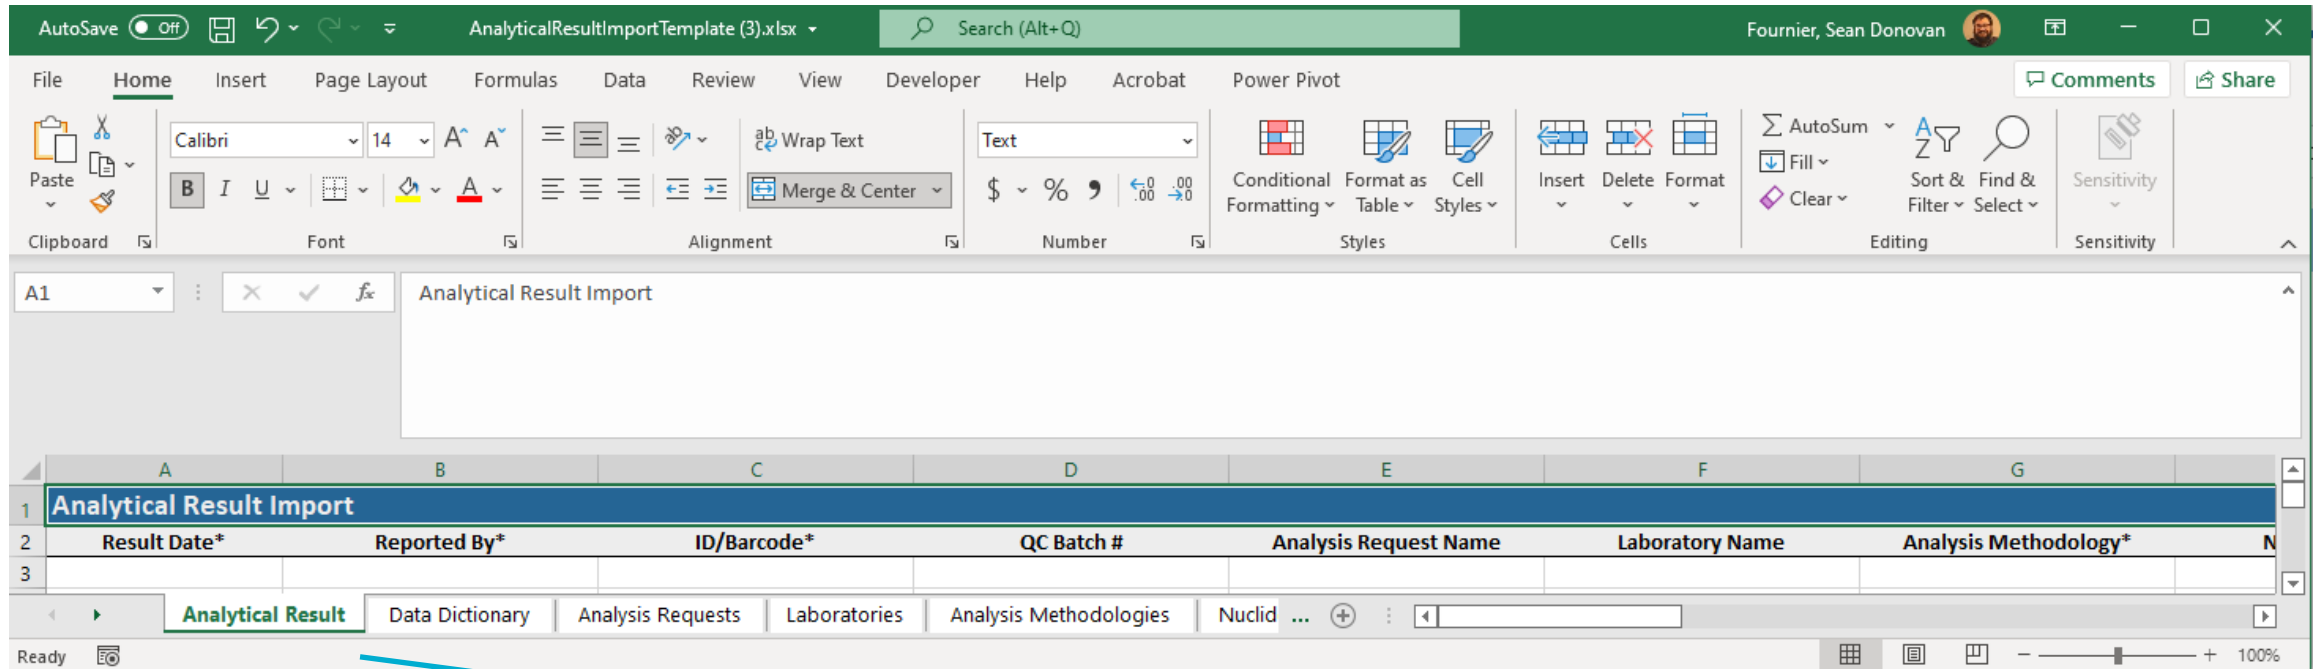 AutoSave Off AnalyticalResultImportTemplate (3).xlsx Search (Alt+Q) Fournier, Sean Donovan
File Home Insert Page Layout Formulas Data Review View Developer Help Acrobat Power Pivot Comments Share
Paste
Calibri 14
B I U A
Wrap Text
Merge & Center
Text
$ % 9
Conditional Formatting
Format as Table
Cell Styles
Insert Delete Format
AutoSum
Fill
Clear
Sort & Filter
Find & Select
Sensitivity
Clipboard Font Alignment Number Styles Cells Editing Sensitivity
A1 fx Analytical Result Import
A B C D E F G
1 Analytical Result Import
2 Result Date* Reported By* ID/Barcode* QC Batch # Analysis Request Name Laboratory Name Analysis Methodology* N
3
Analytical Result Data Dictionary Analysis Requests Laboratories Analysis Methodologies Nuclid ...
Ready 100%